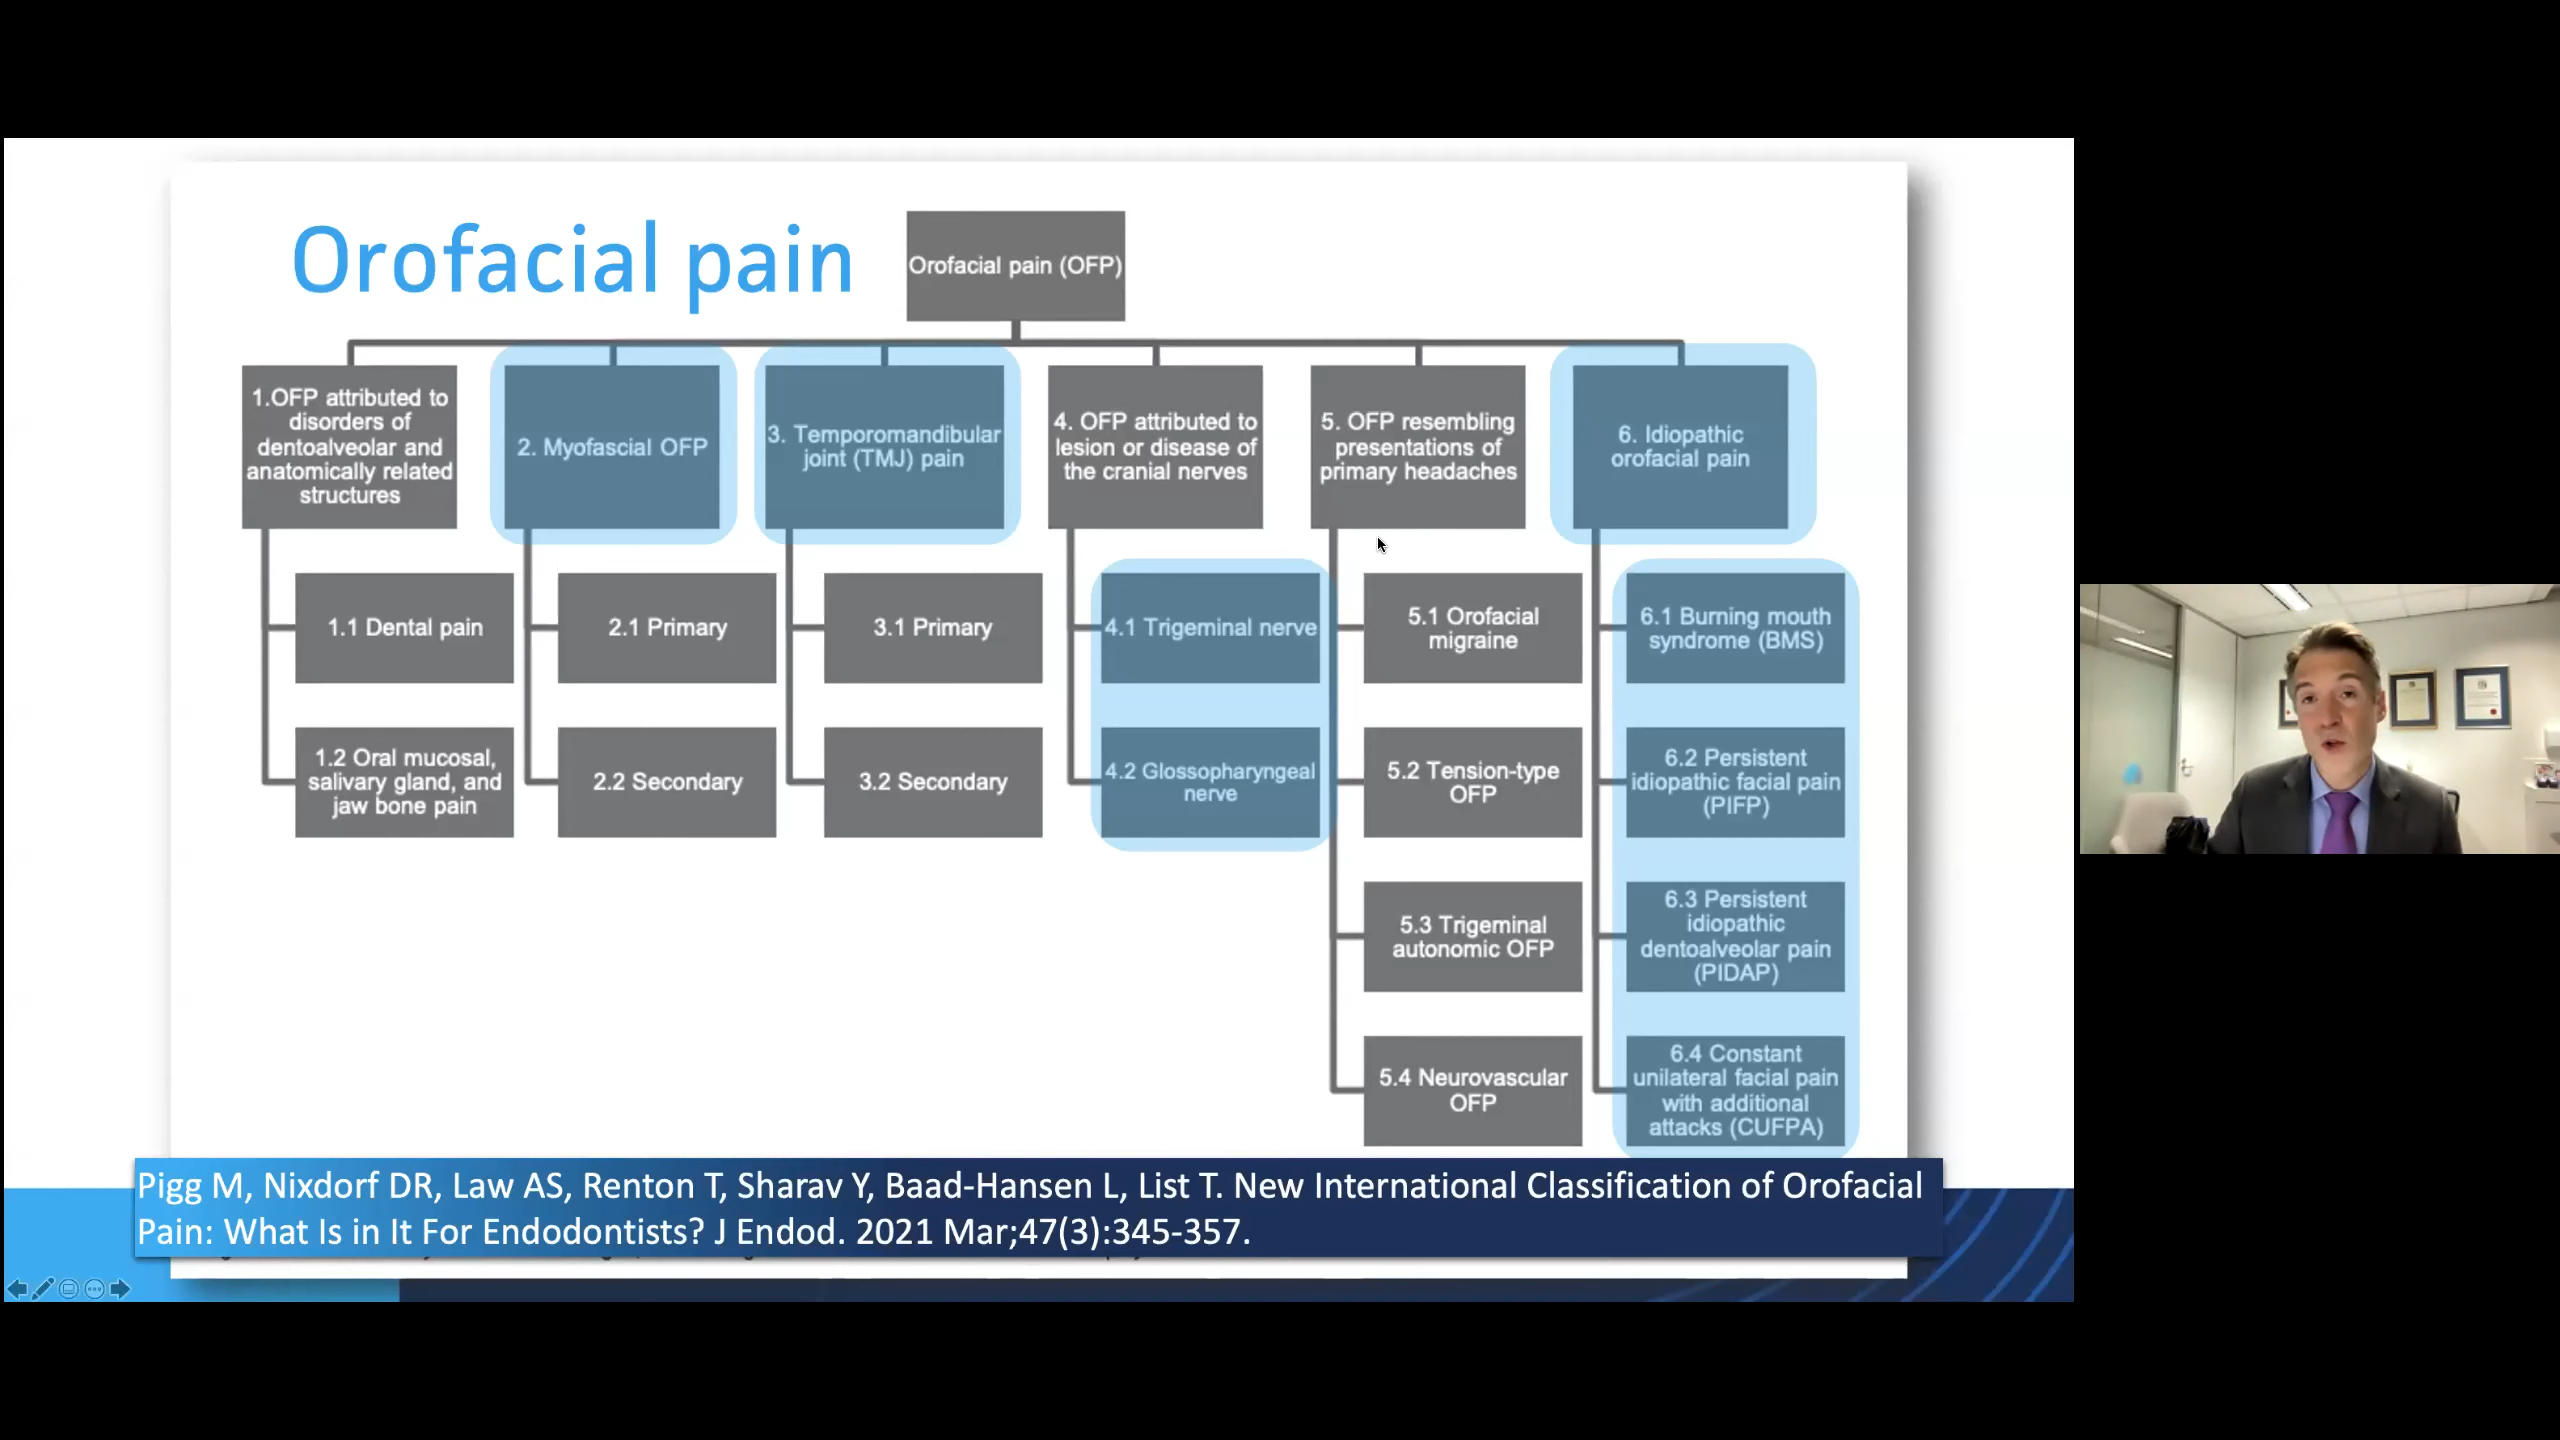 Orofacial pain
Orofacial pain (OFP)
1.OFP attributed to
disorders of
dentoalveolar and
anatomically related
structures
2. Myofascial OFP
3. Temporomandibular
joint (TMJ) pain
4. OFP attributed to
lesion or disease of
the cranial nerves
5. OFP resembling
presentations of
primary headaches
6. Idiopathic
orofacial pain
1.1 Dental pain
2.1 Primary
3.1 Primary
4.1 Trigeminal nerve
5.1 Orofacial
migraine
6.1 Burning mouth
syndrome (BMS)
1.2 Oral mucosal,
salivary gland, and
jaw bone pain
2.2 Secondary
3.2 Secondary
4.2 Glossopharyngeal
nerve
5.2 Tension-type
OFP
6.2 Persistent
idiopathic facial pain
(PIFP)
5.3 Trigeminal
autonomic OFP
6.3 Persistent
idiopathic
dentoalveolar pain
(PIDAP)
5.4 Neurovascular
OFP
6.4 Constant
unilateral facial pain
with additional
attacks (CUFPA)
Pigg M, Nixdorf DR, Law AS, Renton T, Sharav Y, Baad-Hansen L, List T. New International Classification of Orofacial
Pain: What Is in It For Endodontists? J Endod. 2021 Mar;47(3):345-357.